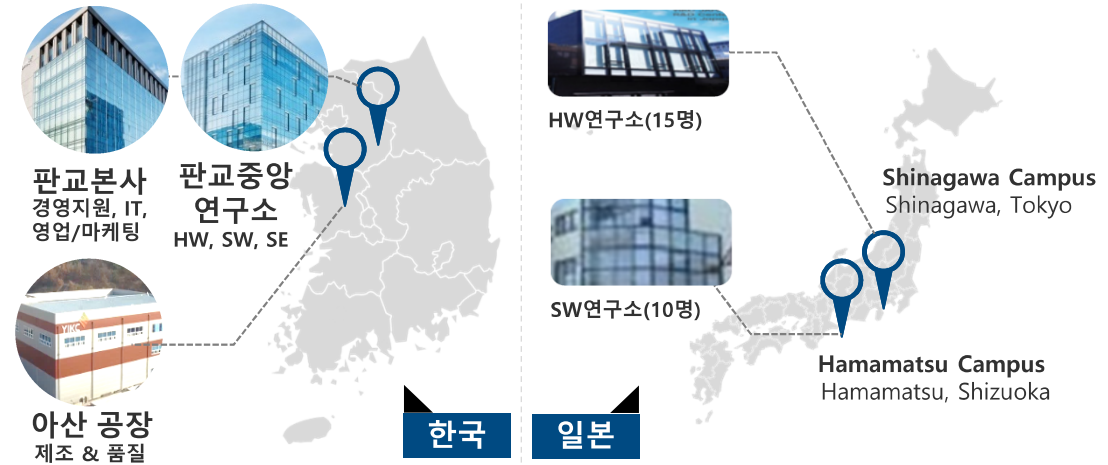 판교본사
경영지원, IT,
영업/마케팅
판교중앙
연구소
HW, SW, SE
YIKC
아산 공장
제조 & 품질
한국
HW연구소(15명)
SW연구소(10명)
Shinagawa Campus
Shinagawa, Tokyo
Hamamatsu Campus
Hamamatsu, Shizuoka
일본